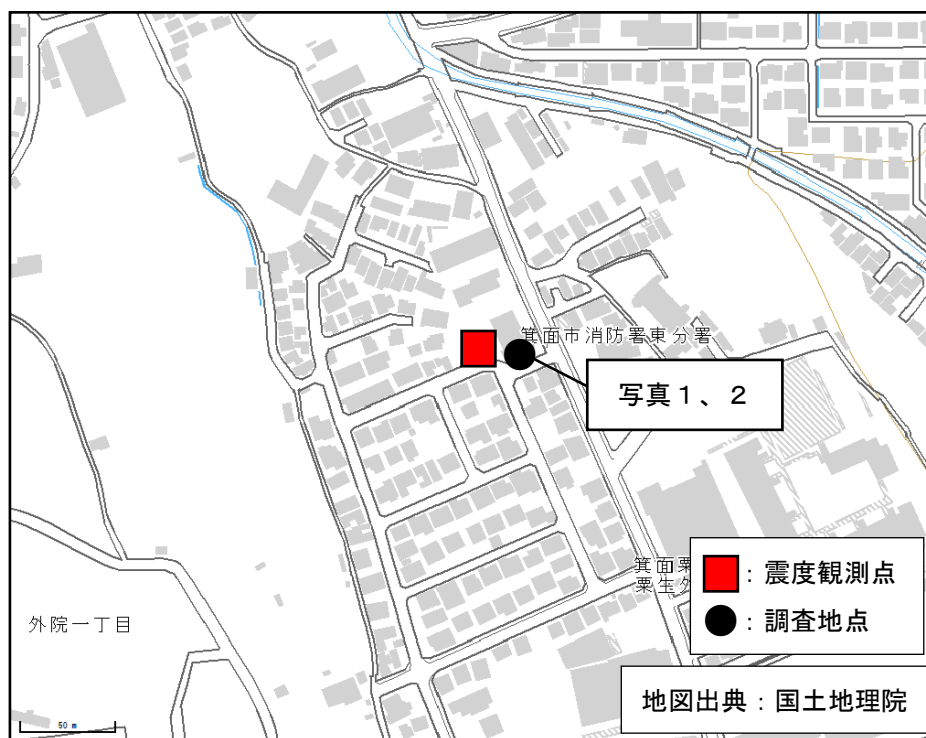 箕面市消防署東分署
写真１、２
箕面粟
粟生外
：震度観測点
：調査地点
外院一丁目
地図出典：国土地理院
50 m